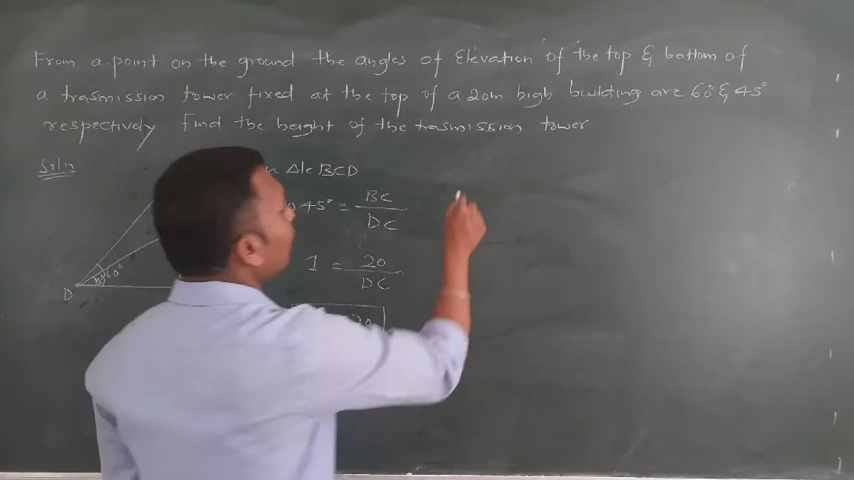 From a point on the ground the angles of Elevation of the top & bottom of
a trasmission tower fixed at the top of a 20m high building are 60° & 45°
respectively Find the height of the trasmission tower.
Soln
n Δle BCD
45° = BC/DC
1 = 20/DC
20
60°
D